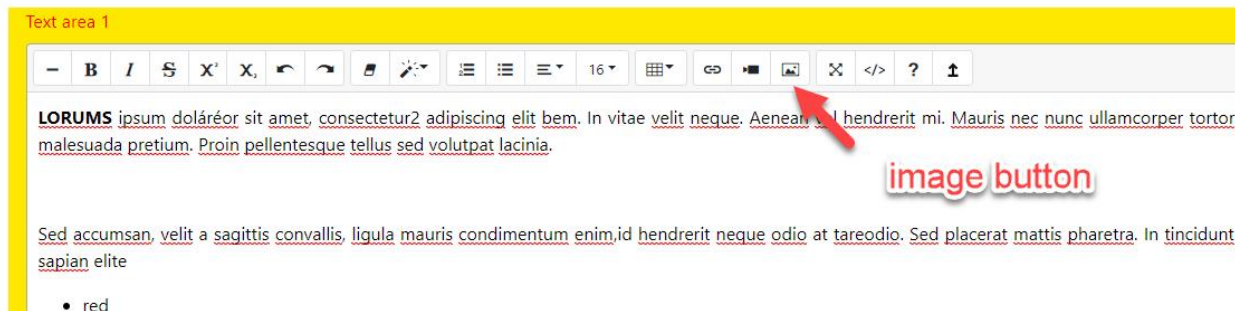 Text area 1
B I S X² X₂ 16 </> ?
LORUMS ipsum doláréor sit amet, consectetur2 adipiscing elit bem. In vitae velit neque. Aenean hendrerit mi. Mauris nec nunc ullamcorper tortor
malesuada pretium. Proin pellentesque tellus sed volutpat lacinia.
image button
Sed accumsan, velit a sagittis convallis, ligula mauris condimentum enim,id hendrerit neque odio at tareodio. Sed placerat mattis pharetra. In tincidunt
sapian elite
• red